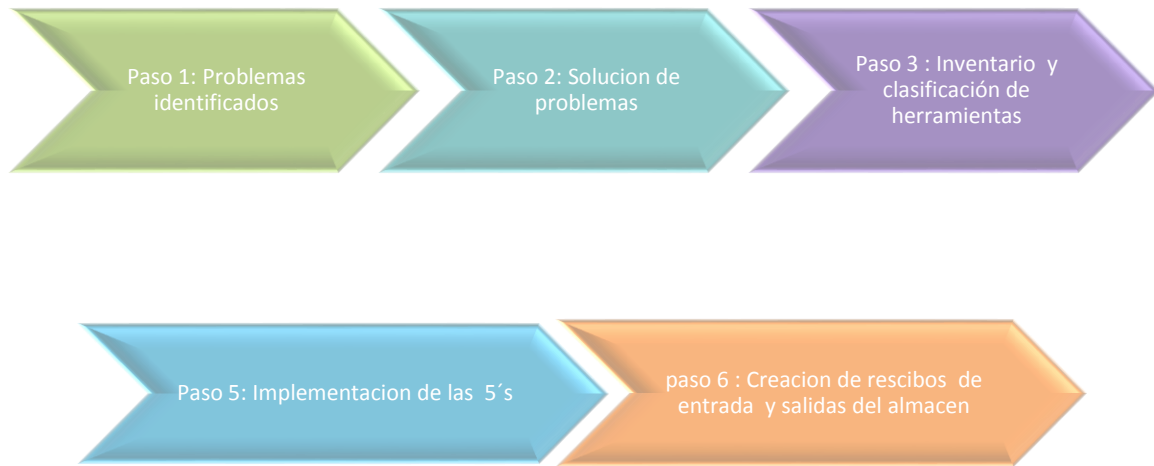 Paso 1: Problemas
identificados
Paso 2: Solucion de
problemas
Paso 3 : Inventario y
clasificación de
herramientas
Paso 5: Implementacion de las 5´s
paso 6 : Creacion de rescibos de
entrada y salidas del almacen